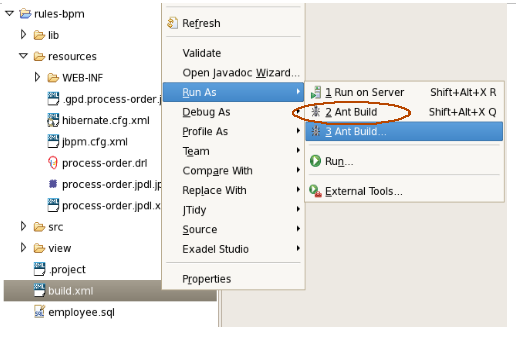 rules-bpm
lib
resources
WEB-INF
.gpd.process-order.j
hibernate.cfg.xml
jbpm.cfg.xml
process-order.drl
process-order.jpdl.jp
process-order.jpdl.x
src
view
.project
build.xml
employee.sql
Refresh
Validate
Open Javadoc Wizard...
Run As
Debug As
Profile As
Team
Compare With
Replace With
JTidy
Source
Exadel Studio
Properties
1 Run on Server Shift+Alt+X R
2 Ant Build Shift+Alt+X Q
3 Ant Build...
Run...
External Tools...